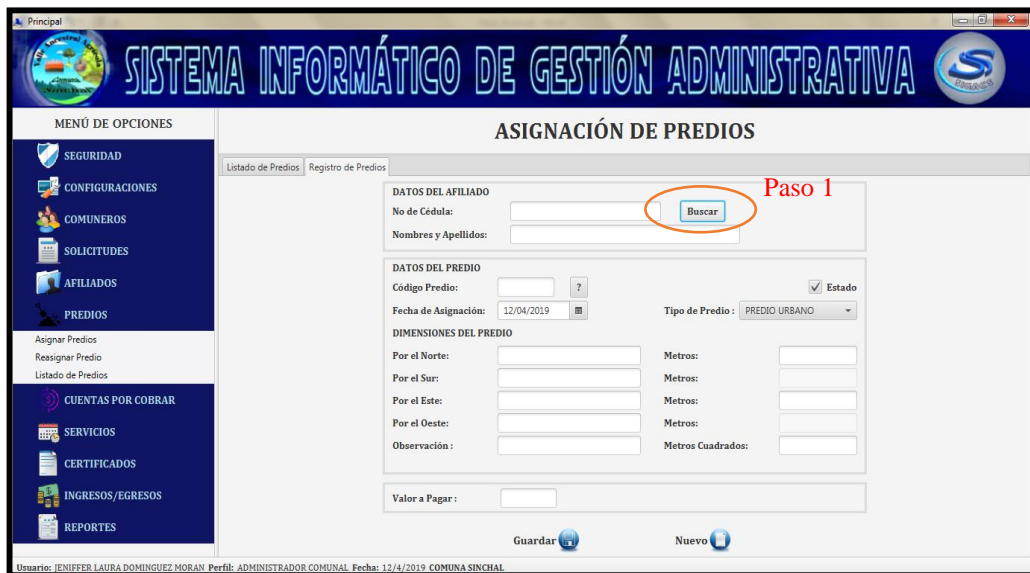 Principal
SISTEMA INFORMÁTICO DE GESTIÓN ADMINISTRATIVA
MENÚ DE OPCIONES
SEGURIDAD
CONFIGURACIONES
COMUNEROS
SOLICITUDES
AFILIADOS
PREDIOS
Asignar Predios
Reasignar Predio
Listado de Predios
CUENTAS POR COBRAR
SERVICIOS
CERTIFICADOS
INGRESOS/EGRESOS
REPORTES
ASIGNACIÓN DE PREDIOS
Listado de Predios Registro de Predios
DATOS DEL AFILIADO
Paso 1
No de Cédula: Buscar
Nombres y Apellidos:
DATOS DEL PREDIO
Código Predio: ? Estado
Fecha de Asignación: 12/04/2019 Tipo de Predio : PREDIO URBANO
DIMENSIONES DEL PREDIO
Por el Norte: Metros:
Por el Sur: Metros:
Por el Este: Metros:
Por el Oeste: Metros:
Observación : Metros Cuadrados:
Valor a Pagar :
Guardar Nuevo
Usuario: JENIFFER LAURA DOMINGUEZ MORAN Perfil: ADMINISTRADOR COMUNAL Fecha: 12/4/2019 COMUNA SINCHAL